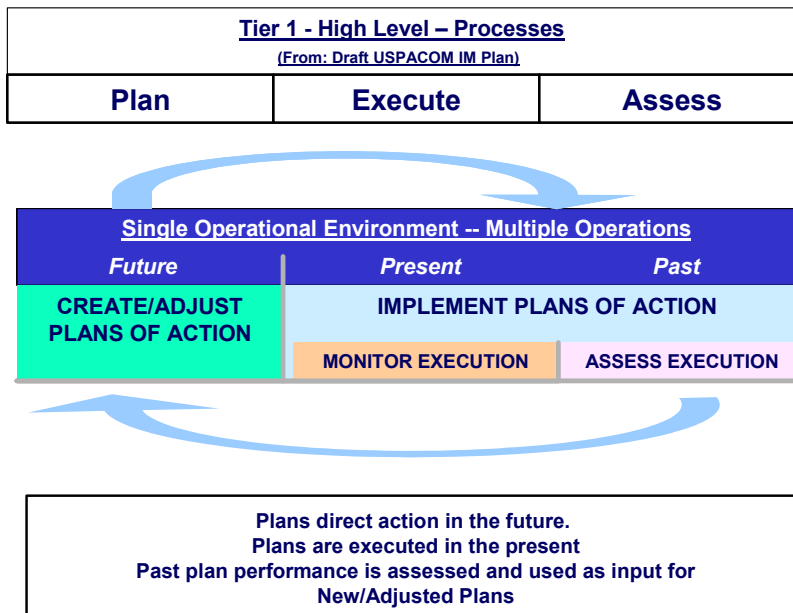 Tier 1 - High Level – Processes
(From: Draft USPACOM IM Plan)
Plan Execute Assess
Single Operational Environment -- Multiple Operations
Future Present Past
CREATE/ADJUST
PLANS OF ACTION
IMPLEMENT PLANS OF ACTION
MONITOR EXECUTION ASSESS EXECUTION
Plans direct action in the future.
Plans are executed in the present
Past plan performance is assessed and used as input for
New/Adjusted Plans